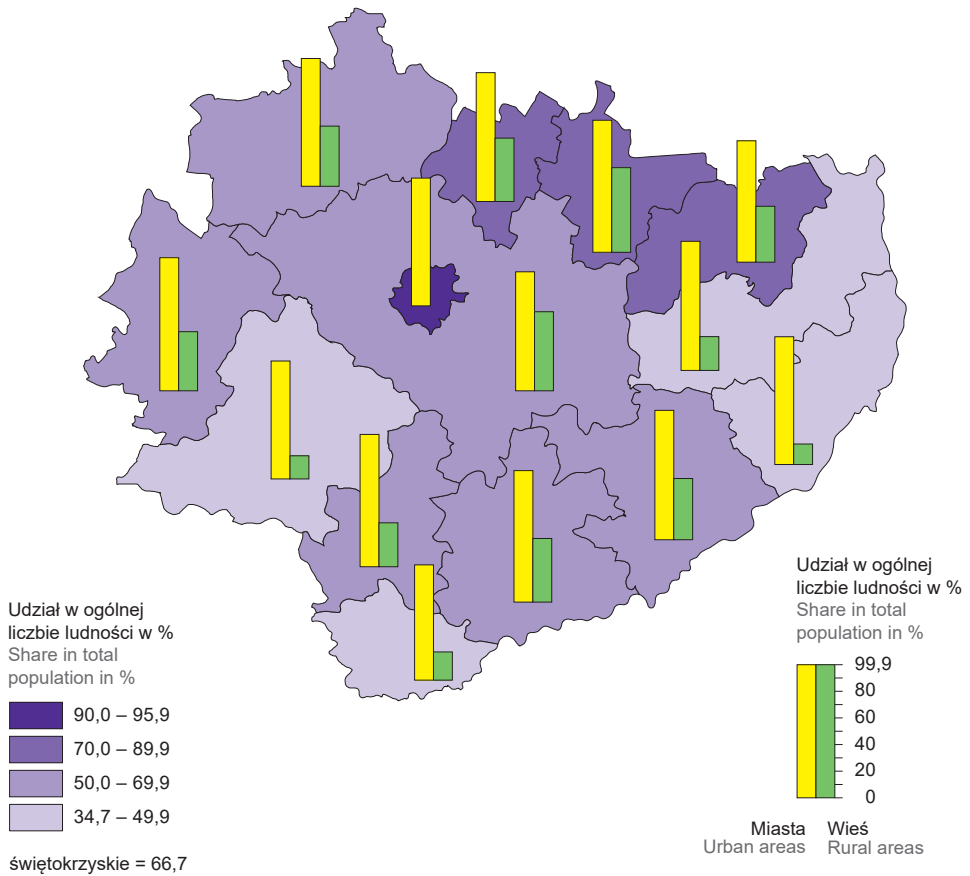 Udział w ogólnej
liczbie ludności w %
Share in total
population in %
90,0 – 95,9
70,0 – 89,9
50,0 – 69,9
34,7 – 49,9
świętokrzyskie = 66,7
Udział w ogólnej
liczbie ludności w %
Share in total
population in %
99,9
80
60
40
20
0
Miasta Wieś
Urban areas Rural areas